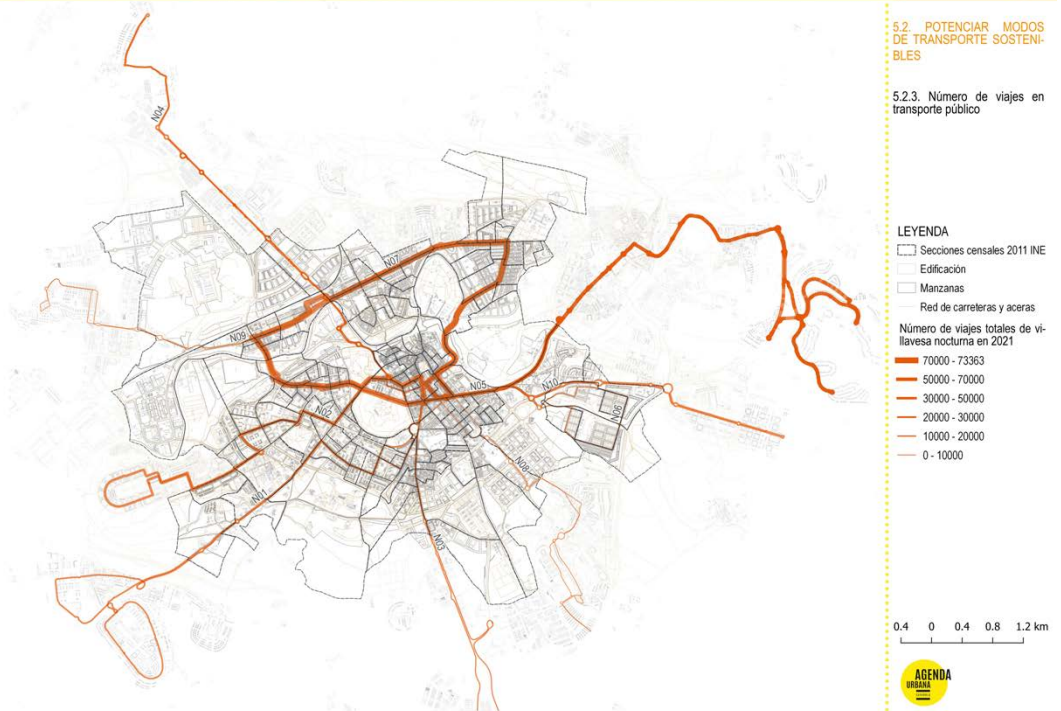 5.2. POTENCIAR MODOS
DE TRANSPORTE SOSTENI-
BLES
5.2.3. Número de viajes en
transporte público
LEYENDA
Secciones censales 2011 INE
Edificación
Manzanas
Red de carreteras y aceras
Número de viajes totales de vi-
llavesa nocturna en 2021
70000 - 73363
50000 - 70000
30000 - 50000
20000 - 30000
10000 - 20000
0 - 10000
0.4 0 0.4 0.8 1.2 km
AGENDA
URBANA
N04
N07
N09
N05
N10
N06
N02
N08
N01
N03